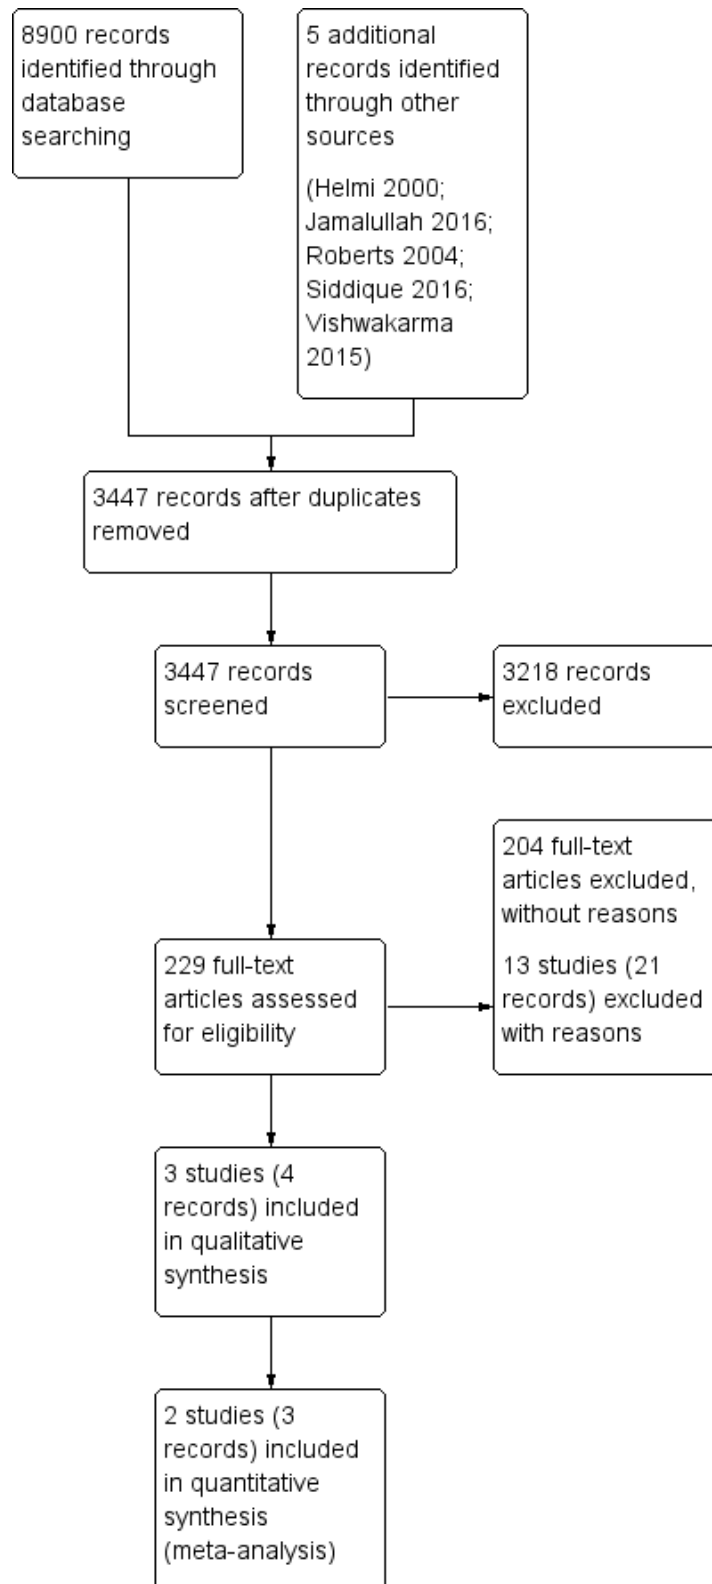 8900 records
identified through
database
searching
5 additional
records identified
through other
sources
(Helmi 2000;
Jamalullah 2016;
Roberts 2004;
Siddique 2016;
Vishwakarma
2015)
3447 records after duplicates
removed
3447 records
screened
3218 records
excluded
204 full-text
articles excluded,
without reasons
13 studies (21
records) excluded
with reasons
229 full-text
articles assessed
for eligibility
3 studies (4
records) included
in qualitative
synthesis
2 studies (3
records) included
in quantitative
synthesis
(meta-analysis)